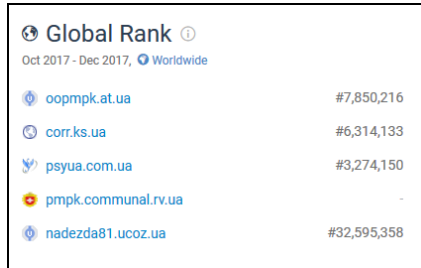 Global Rank
Oct 2017 - Dec 2017, Worldwide
oopmpk.at.ua #7,850,216
corr.ks.ua #6,314,133
psyua.com.ua #3,274,150
pmpk.communal.rv.ua -
nadezda81.ucoz.ua #32,595,358